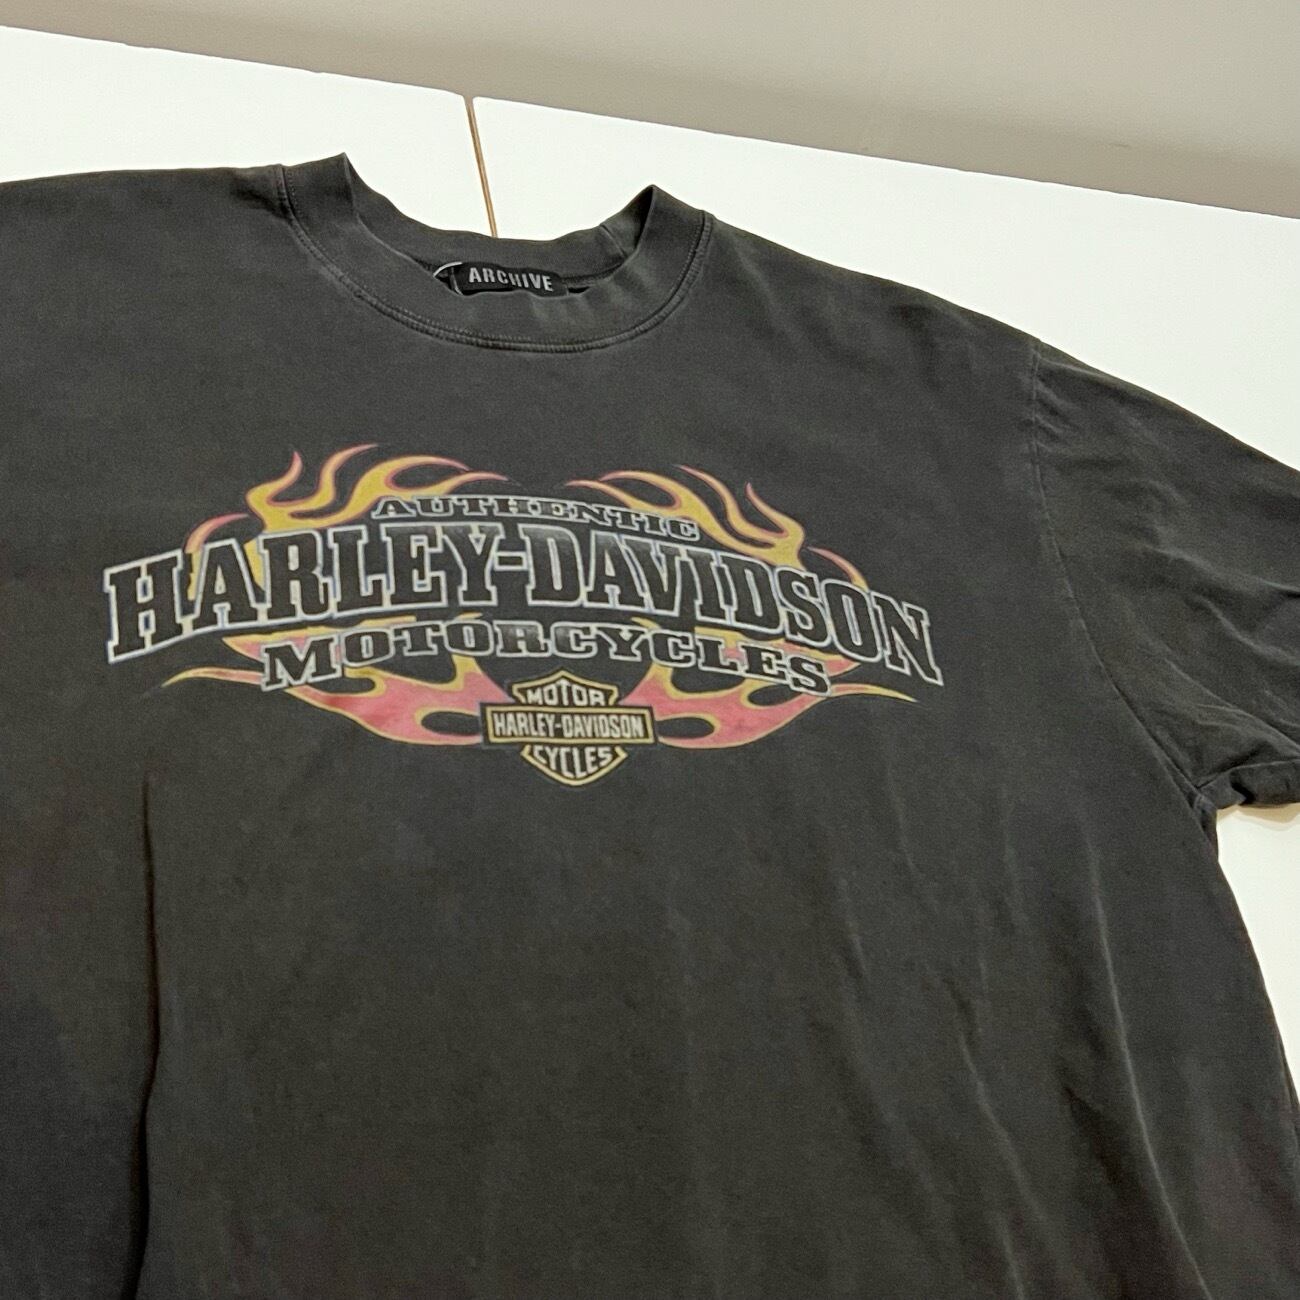 ARCHIVE
AUTHENTIC
HARLEY-DAVIDSON
MOTORCYCLES
MOTOR
HARLEY-DAVIDSON
CYCLES